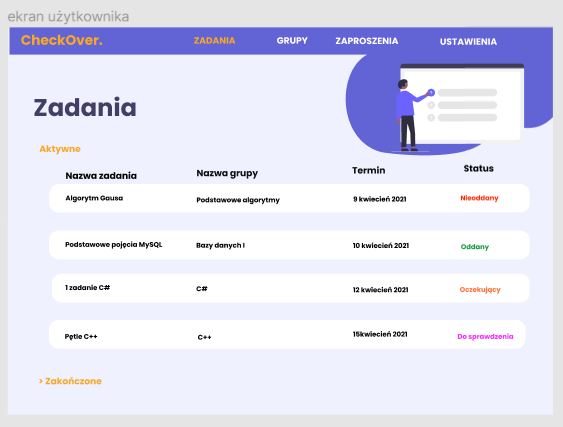 ekran użytkownika
CheckOver. ZADANIA GRUPY ZAPROSZENIA USTAWIENIA
Zadania
Aktywne
Nazwa zadania Nazwa grupy Termin Status
Algorytm Gausa Podstawowe algorytmy 9 kwiecień 2021 Nieoddany
Podstawowe pojęcia MySQL Bazy danych I 10 kwiecień 2021 Oddany
1 zadanie C# C# 12 kwiecień 2021 Oczekujący
Pętle C++ C++ 15kwiecień 2021 Do sprawdzenia
> Zakończone